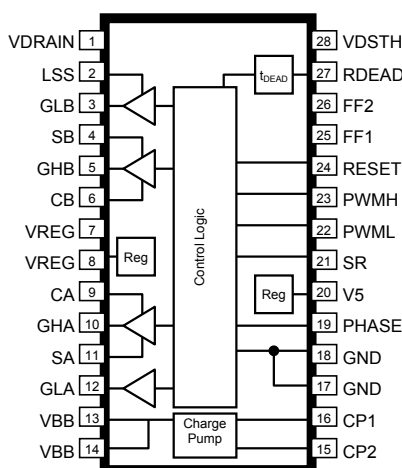 VDRAIN 1
LSS 2
GLB 3
SB 4
GHB 5
CB 6
VREG 7
VREG 8
CA 9
GHA 10
SA 11
GLA 12
VBB 13
VBB 14
Control Logic
Reg
tDEAD
Reg
Charge
Pump
28 VDSTH
27 RDEAD
26 FF2
25 FF1
24 RESET
23 PWMH
22 PWML
21 SR
20 V5
19 PHASE
18 GND
17 GND
16 CP1
15 CP2